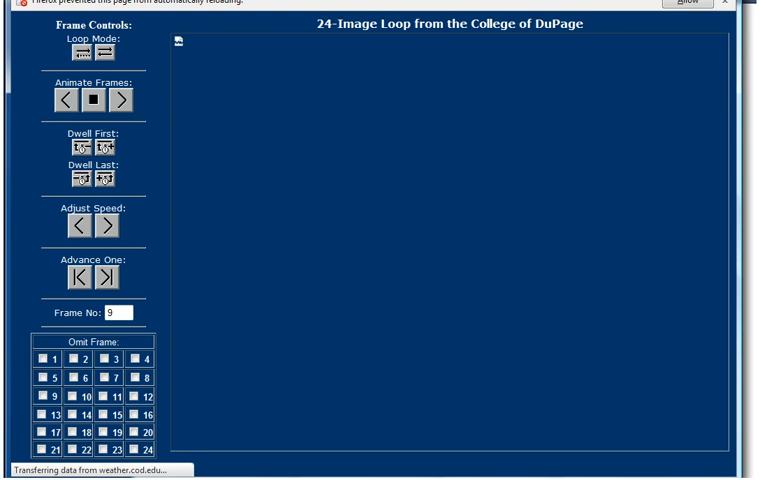 Firefox prevented this page from automatically reloading.
Allow
x
Frame Controls:
24-Image Loop from the College of DuPage
Loop Mode:
Animate Frames:
Dwell First:
t - t +
Dwell Last:
- t + t
Adjust Speed:
Advance One:
Frame No: 9
Omit Frame:
1 2 3 4
5 6 7 8
9 10 11 12
13 14 15 16
17 18 19 20
21 22 23 24
Transferring data from weather.cod.edu...